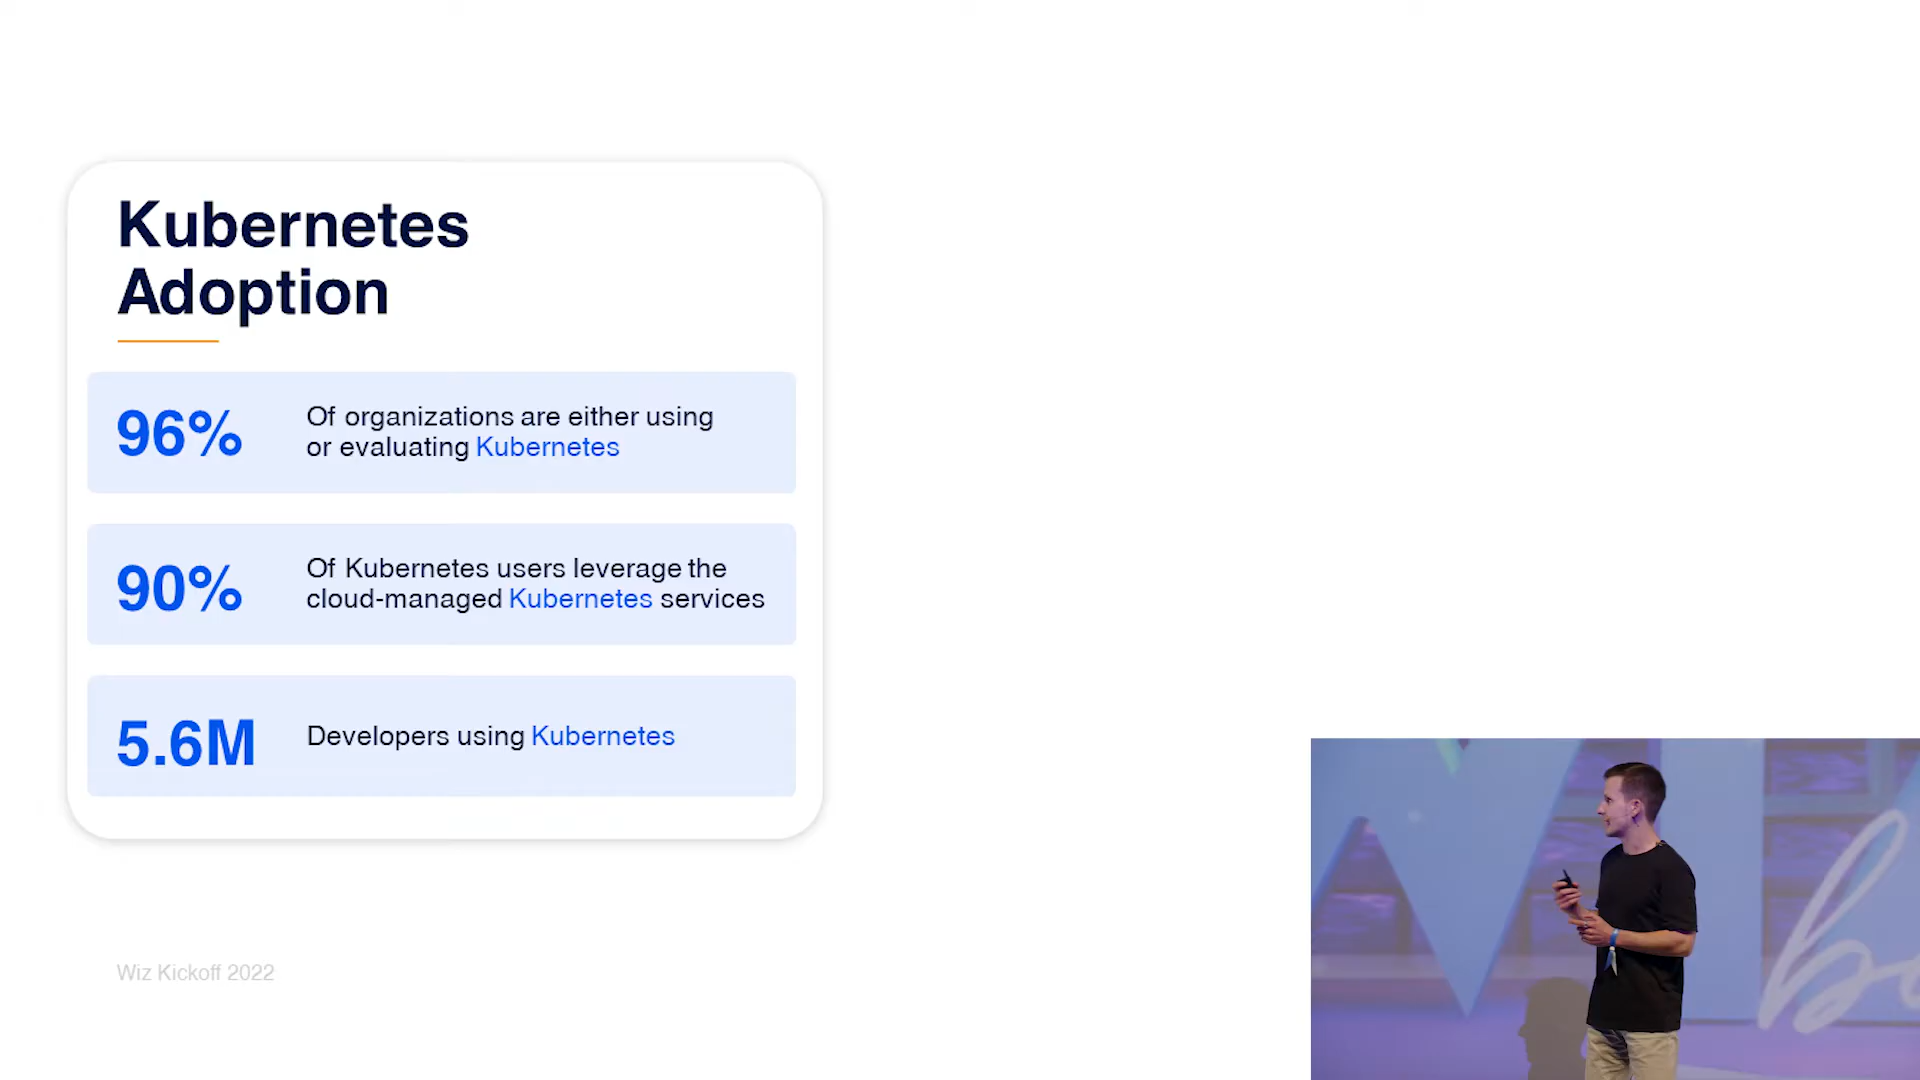 Kubernetes
Adoption
96%
Of organizations are either using
or evaluating Kubernetes
90%
Of Kubernetes users leverage the
cloud-managed Kubernetes services
5.6M
Developers using Kubernetes
Wiz Kickoff 2022